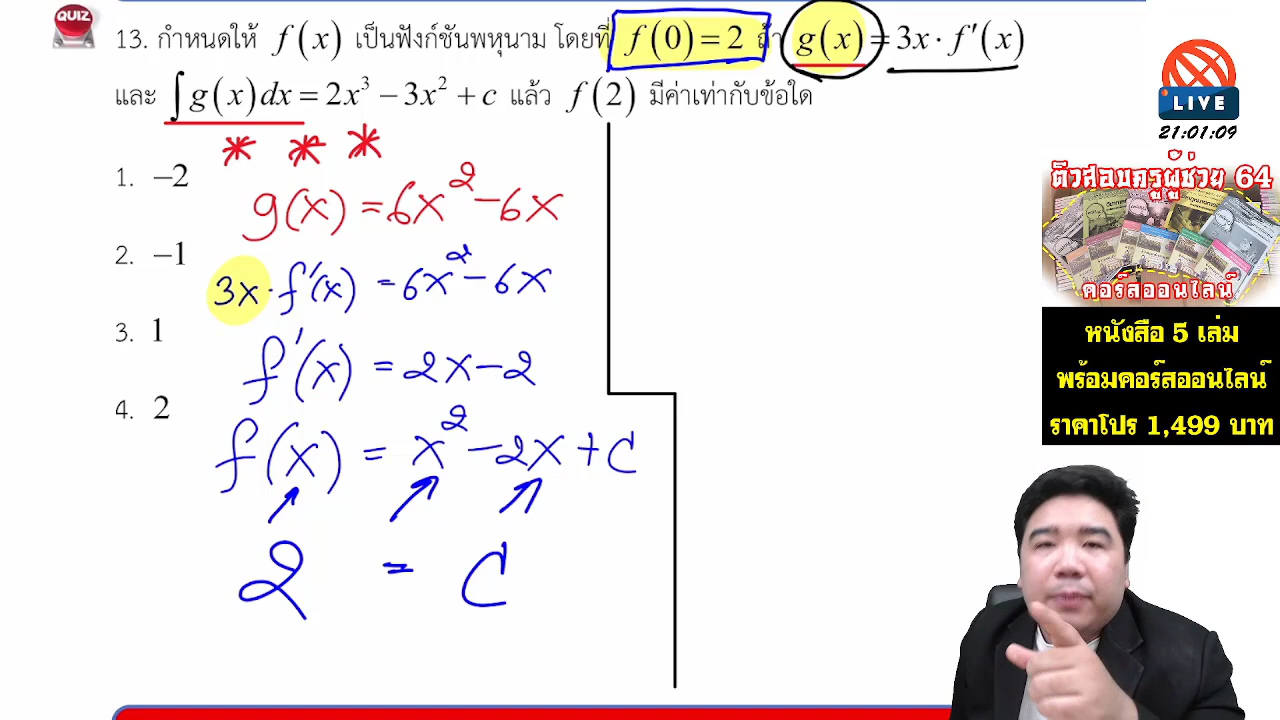 QUIZ
13. กำหนดให้ f(x) เป็นฟังก์ชันพหุนาม โดยที่ f(0) = 2 ถ้า g(x) = 3x · f′(x)
และ ∫g(x)dx = 2x³ − 3x² + c แล้ว f(2) มีค่าเท่ากับข้อใด
1. −2
2. −1
3. 1
4. 2
g(x) = 6x² − 6x
3x · f′(x) = 6x² − 6x
f′(x) = 2x − 2
f(x) = x² − 2x + C
2 = C
LIVE
21:01:09
ติวสอบครูผู้ช่วย 64
คอร์สออนไลน์
หนังสือ 5 เล่ม
พร้อมคอร์สออนไลน์
ราคาโปร 1,499 บาท